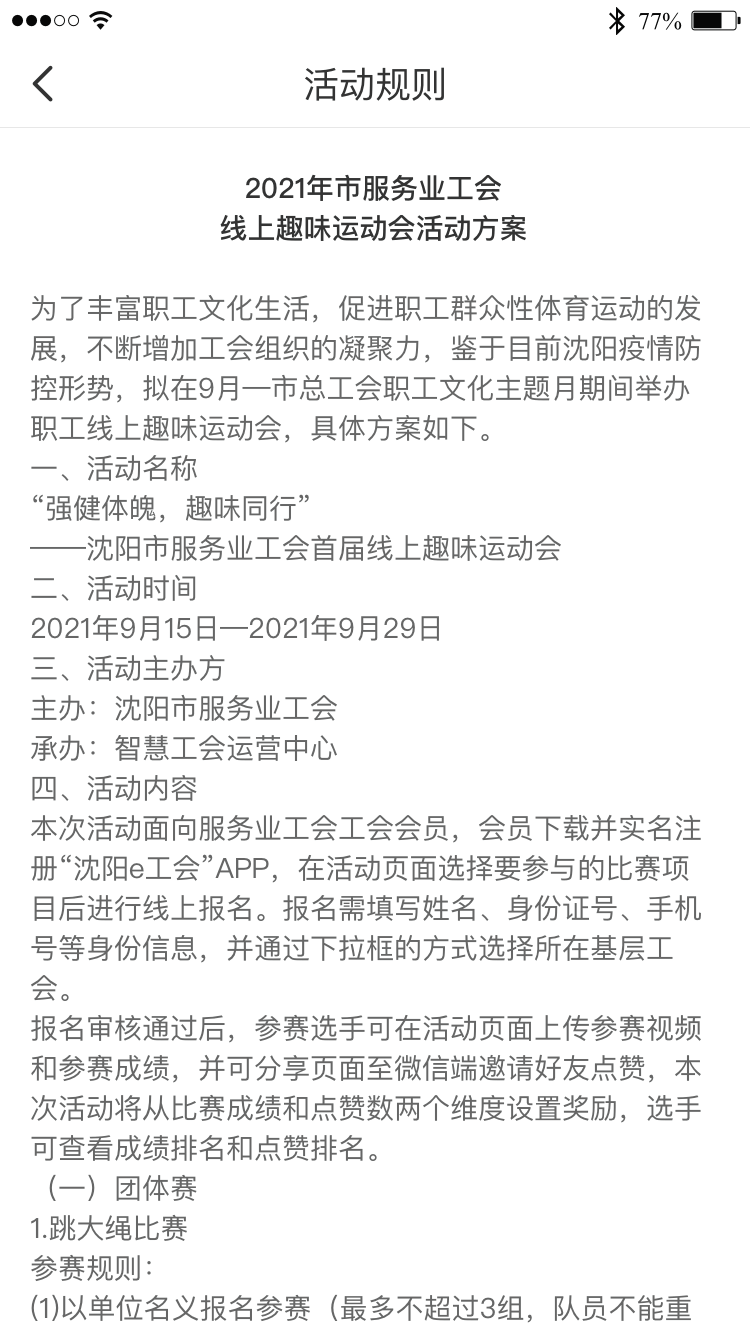 77%
活动规则
2021年市服务业工会
线上趣味运动会活动方案
为了丰富职工文化生活，促进职工群众性体育运动的发
展，不断增加工会组织的凝聚力，鉴于目前沈阳疫情防
控形势，拟在9月—市总工会职工文化主题月期间举办
职工线上趣味运动会，具体方案如下。
一、活动名称
“强健体魄，趣味同行”
——沈阳市服务业工会首届线上趣味运动会
二、活动时间
2021年9月15日—2021年9月29日
三、活动主办方
主办：沈阳市服务业工会
承办：智慧工会运营中心
四、活动内容
本次活动面向服务业工会工会会员，会员下载并实名注
册“沈阳e工会”APP，在活动页面选择要参与的比赛项
目后进行线上报名。报名需填写姓名、身份证号、手机
号等身份信息，并通过下拉框的方式选择所在基层工
会。
报名审核通过后，参赛选手可在活动页面上传参赛视频
和参赛成绩，并可分享页面至微信端邀请好友点赞，本
次活动将从比赛成绩和点赞数两个维度设置奖励，选手
可查看成绩排名和点赞排名。
（一）团体赛
1.跳大绳比赛
参赛规则：
(1)以单位名义报名参赛（最多不超过3组，队员不能重